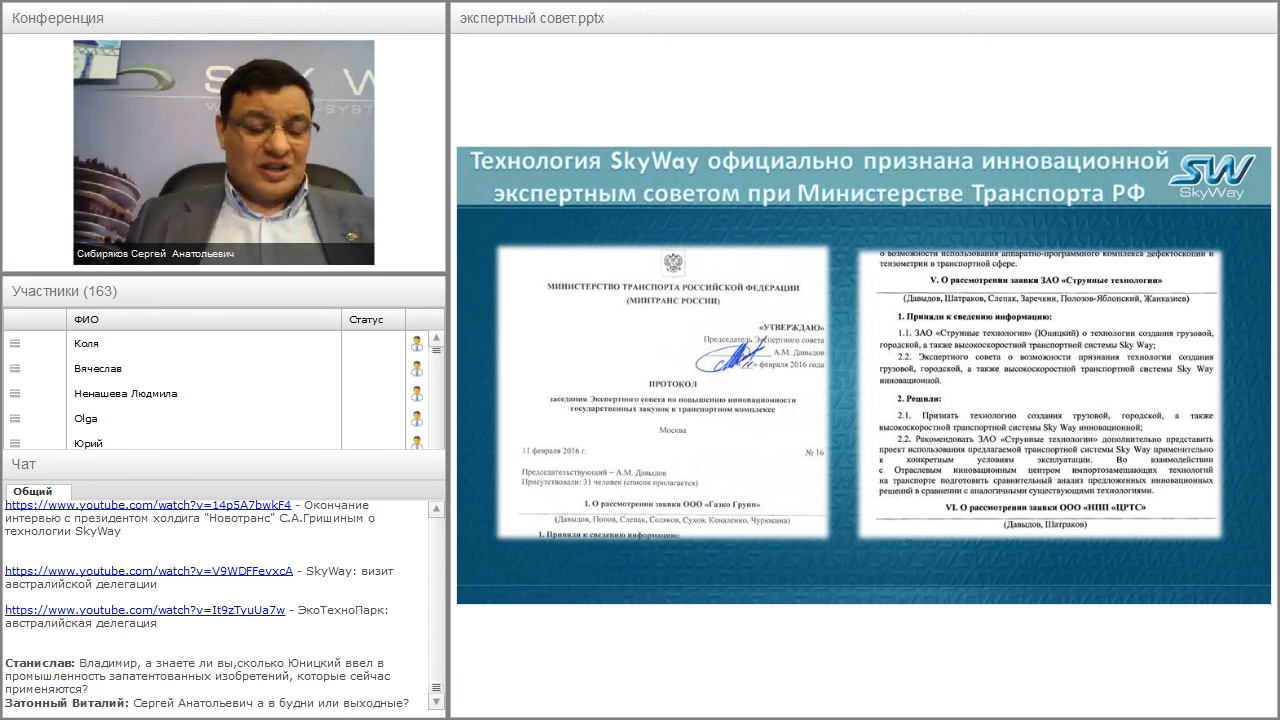 Конференция
SKY W
Сибиряков Сергей Анатольевич
Участники (163)
ФИО
Статус
Коля
Вячеслав
Ненашева Людмила
Olga
Юрий
Чат
Общий
https://www.youtube.com/watch?v=14p5A7bwkF4 - Окончание
интервью с президентом холдига "Новотранс" С.А.Гришиным о
технологии SkyWay
https://www.youtube.com/watch?v=V9WDFFevxcA - SkyWay: визит
австралийской делегации
https://www.youtube.com/watch?v=It9zTyuUa7w - ЭкоТехноПарк:
австралийская делегация
Станислав: Владимир, а знаете ли вы,сколько Юницкий ввел в
промышленность запатентованных изобретений, которые сейчас
применяются?
Затонный Виталий: Сергей Анатольевич а в будни или выходные?
экспертный совет.pptx
Технология SkyWay официально признана инновационной
экспертным советом при Министерстве Транспорта РФ
SW
SkyWay
МИНИСТЕРСТВО ТРАНСПОРТА РОССИЙСКОЙ ФЕДЕРАЦИИ
(МИНТРАНС РОССИИ)
«УТВЕРЖДАЮ»
Председатель Экспертного совета
А.М. Давыдов
» февраля 2016 года
ПРОТОКОЛ
заседания Экспертного совета по повышению инновационности
государственных закупок в транспортном комплексе
Москва
11 февраля 2016 г.
№ 16
Председательствующий – А.М. Давыдов
Присутствовали: 31 человек (список прилагается)
I. О рассмотрении заявки ООО «Газко Групп»
(Давыдов, Попов, Слепак, Соляков, Сухов, Коваленко, Чурюкина)
1. Приняли к сведению информацию:
о возможности использования аппаратно-программного комплекса дефектоскопии и
тензометрии в транспортной сфере.
V. О рассмотрении заявки ЗАО «Струнные технологии»
(Давыдов, Шатраков, Слепак, Заречкин, Полозов-Яблонский, Жанказиев)
1. Приняли к сведению информацию:
1.1. ЗАО «Струнные технологии» (Юницкий) о технологии создания грузовой,
городской, а также высокоскоростной транспортной системы Sky Way;
2.2. Экспертного совета о возможности признания технологии создания
грузовой, городской, а также высокоскоростной транспортной системы Sky Way
инновационной.
2. Решили:
2.1. Признать технологию создания грузовой, городской, а также
высокоскоростной транспортной системы Sky Way инновационной;
2.2. Рекомендовать ЗАО «Струнные технологии» дополнительно представить
проект использования предлагаемой транспортной системы Sky Way применительно
к конкретным условиям эксплуатации. Во взаимодействии
с Отраслевым инновационным центром импортозамещающих технологий
на транспорте подготовить сравнительный анализ предложенных инновационных
решений в сравнении с аналогичными существующими технологиями.
VI. О рассмотрении заявки ООО «НПП «ЦРТС»
(Давыдов, Шатраков)